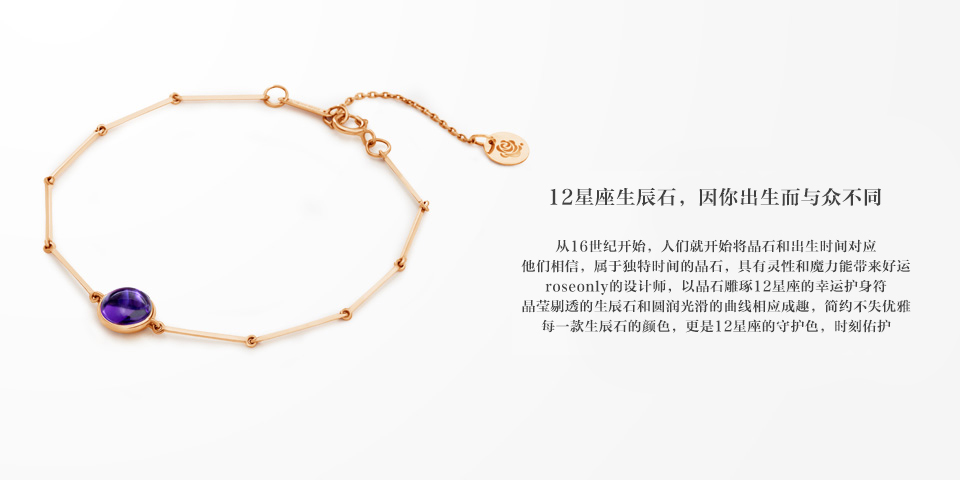 12星座生辰石，因你出生而与众不同
从16世纪开始，人们就开始将晶石和出生时间对应
他们相信，属于独特时间的晶石，具有灵性和魔力能带来好运
roseonly的设计师，以晶石雕琢12星座的幸运护身符
晶莹剔透的生辰石和圆润光滑的曲线相应成趣，简约不失优雅
每一款生辰石的颜色，更是12星座的守护色，时刻佑护